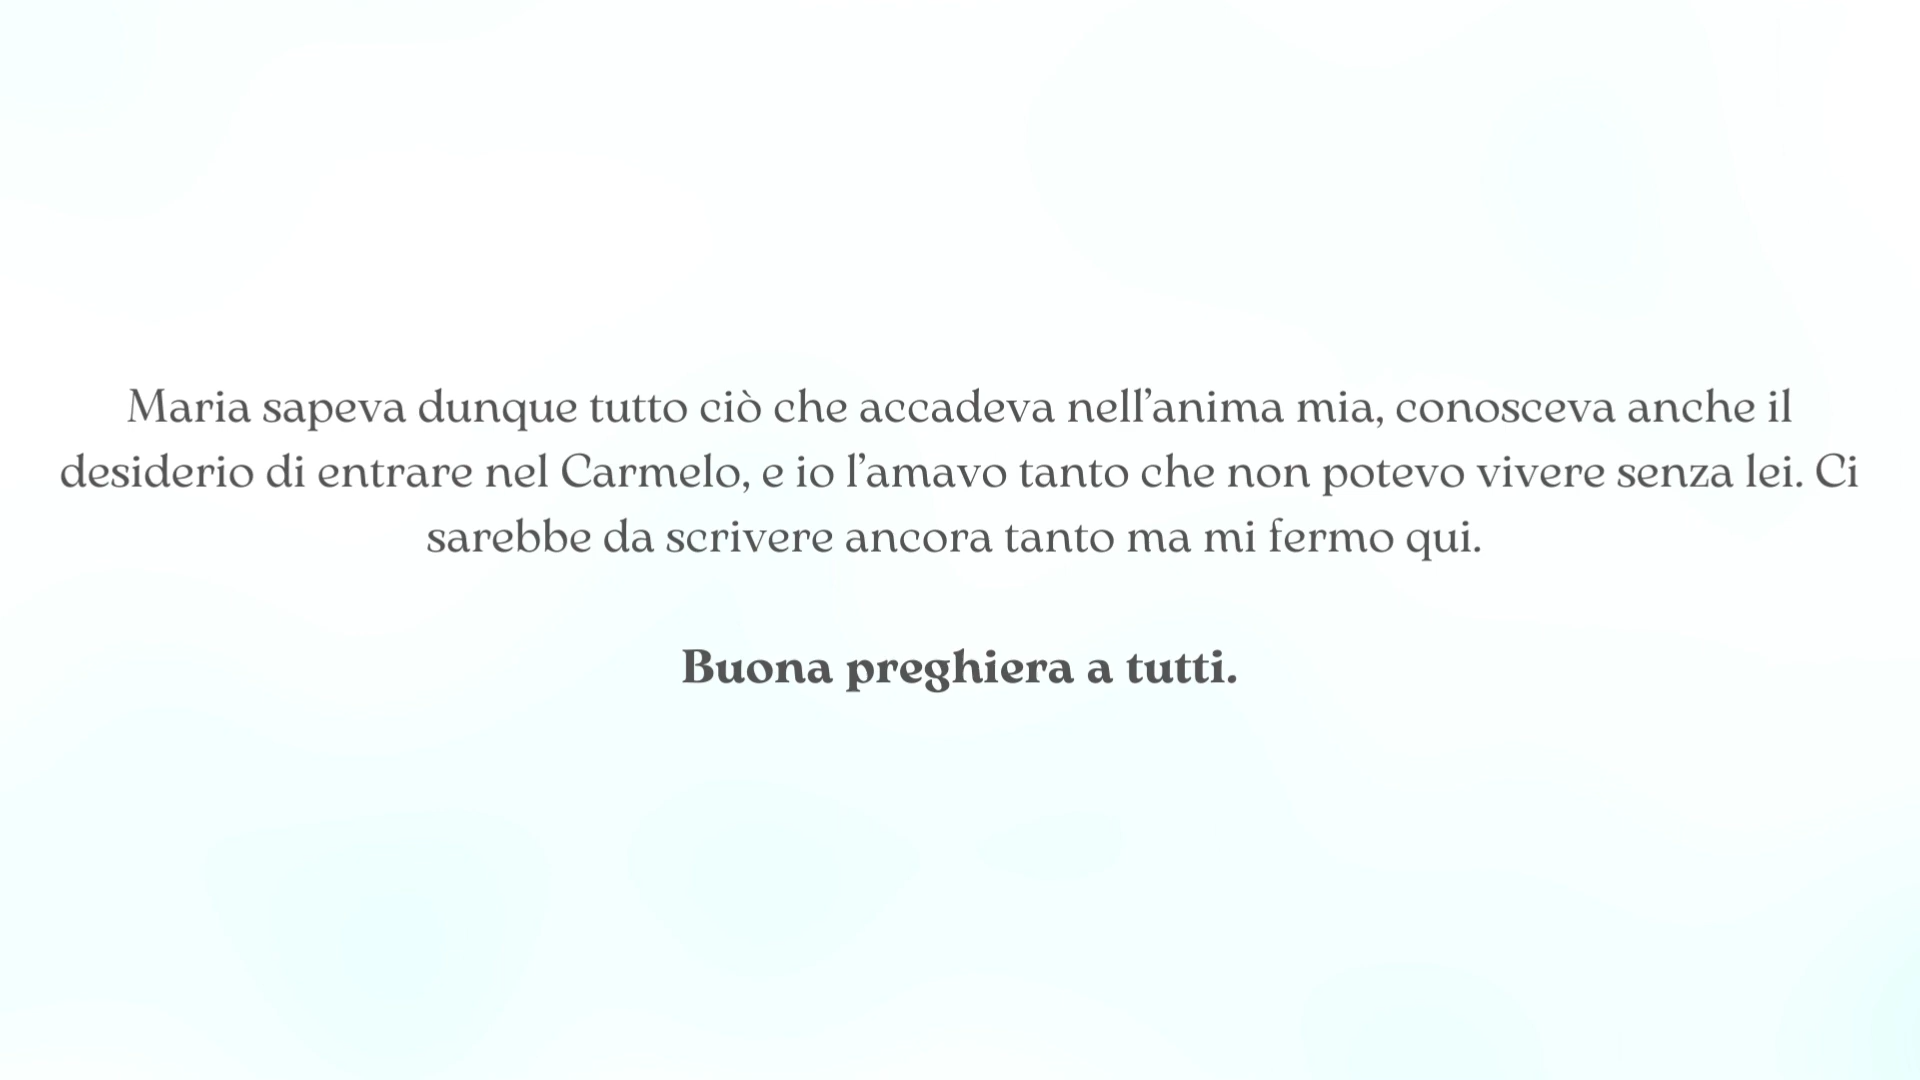 Maria sapeva dunque tutto ciò che accadeva nell’anima mia, conosceva anche il
desiderio di entrare nel Carmelo, e io l’amavo tanto che non potevo vivere senza lei. Ci
sarebbe da scrivere ancora tanto ma mi fermo qui.
Buona preghiera a tutti.